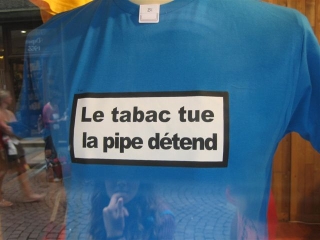 Le tabac tue
la pipe détend